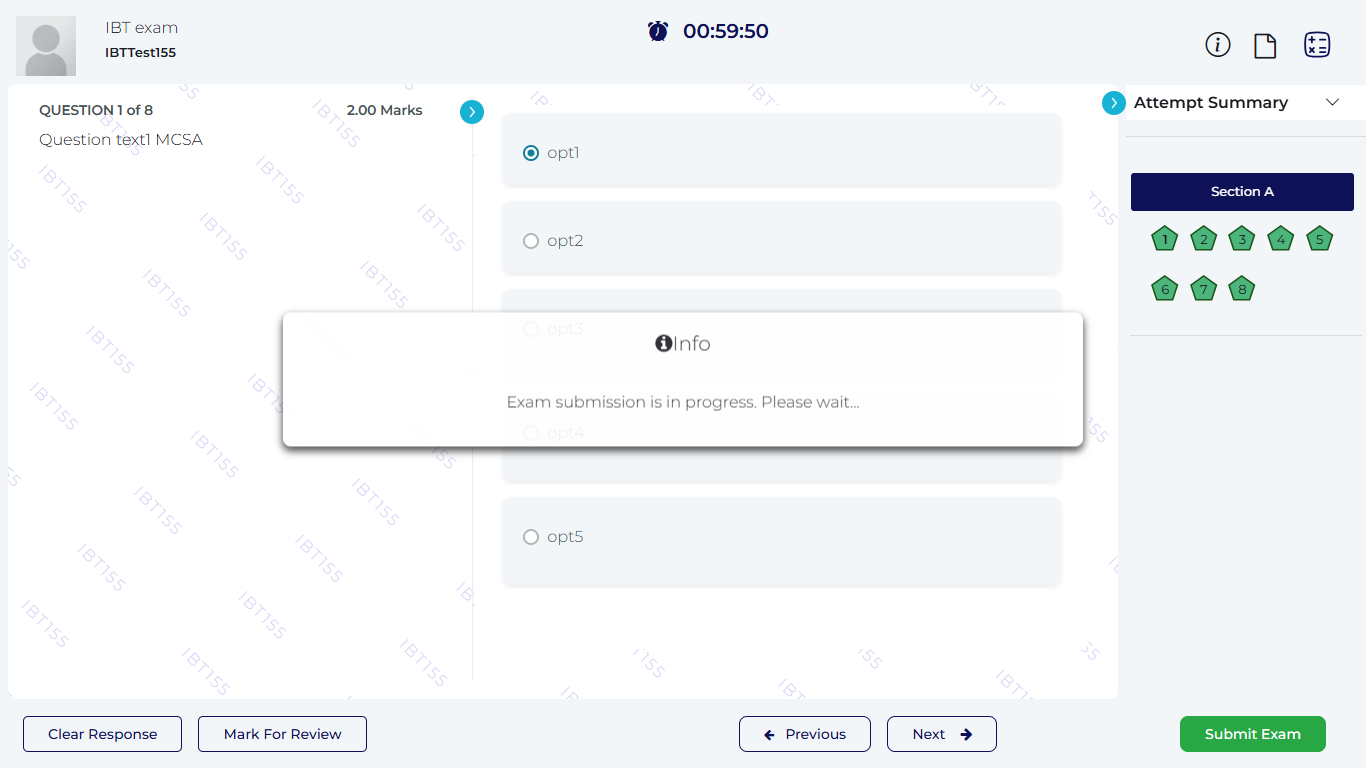 IBT exam
IBTTest155
00:59:50
QUESTION 1 of 8
2.00 Marks
Question text1 MCSA
opt1
opt2
opt3
Info
Exam submission is in progress. Please wait...
opt4
opt5
Attempt Summary
Section A
1 2 3 4 5
6 7 8
IBT155
Clear Response
Mark For Review
Previous
Next
Submit Exam